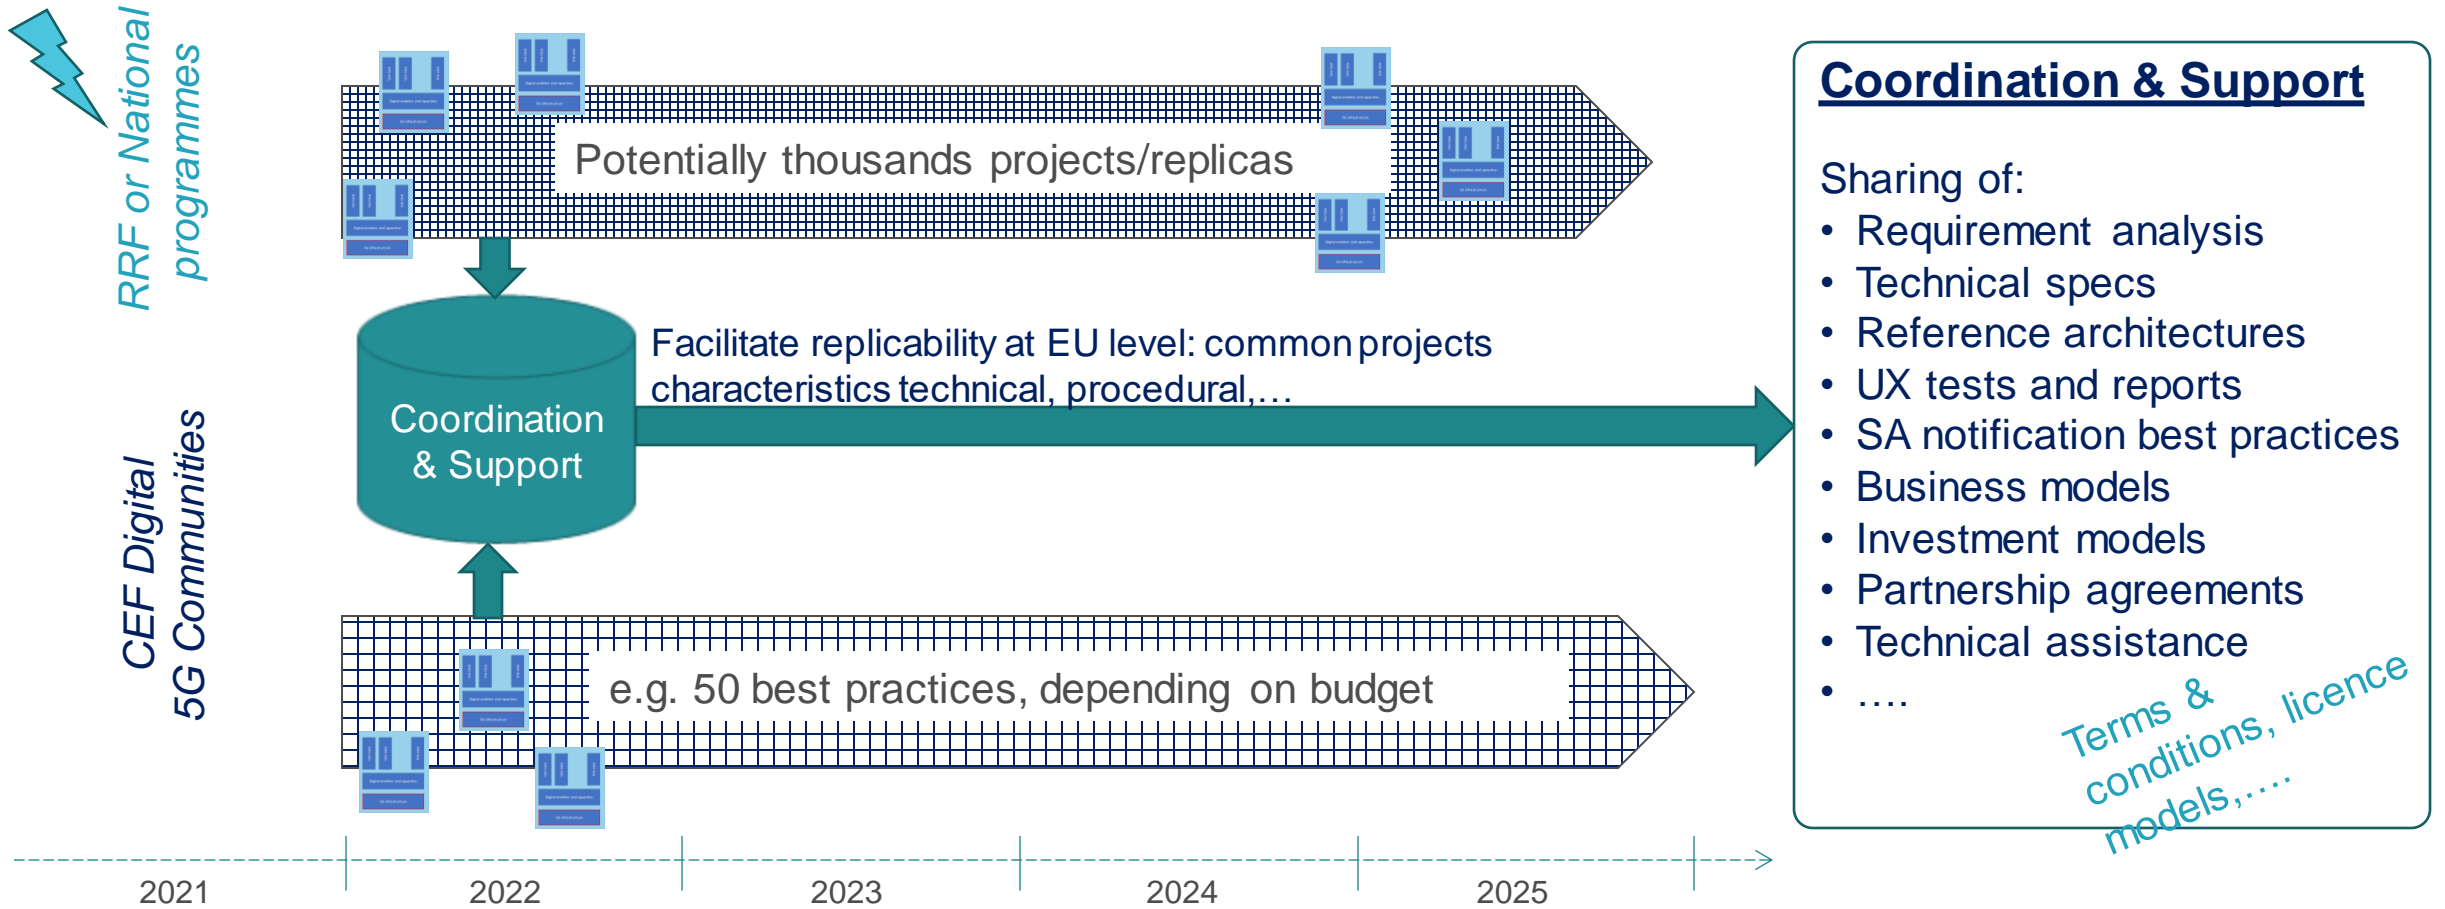 RRF or National
programmes
Potentially thousands projects/replicas
Facilitate replicability at EU level: common projects
characteristics technical, procedural,…
Coordination
& Support
CEF Digital
5G Communities
e.g. 50 best practices, depending on budget
2021
2022
2023
2024
2025
Coordination & Support
Sharing of:
• Requirement analysis
• Technical specs
• Reference architectures
• UX tests and reports
• SA notification best practices
• Business models
• Investment models
• Partnership agreements
• Technical assistance
• ….
Terms &
conditions, licence
models,….